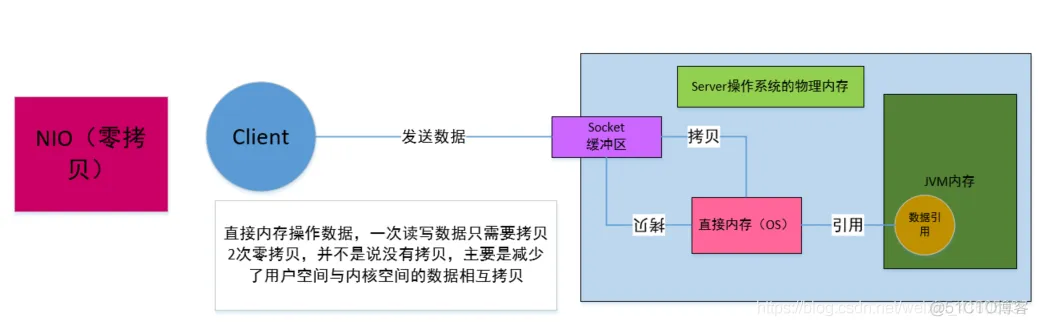 NIO(零拷
贝)
Client
发送数据
直接内存操作数据，一次读写数据只需要拷贝
2次零拷贝，并不是说没有拷贝，主要是减少
了用户空间与内核空间的数据相互拷贝
Server操作系统的物理内存
Socket
缓冲区
拷贝
拷贝
直接内存（OS）
引用
JVM内存
数据引
用
https://blog.csdn.net/wei
@51CTO博客